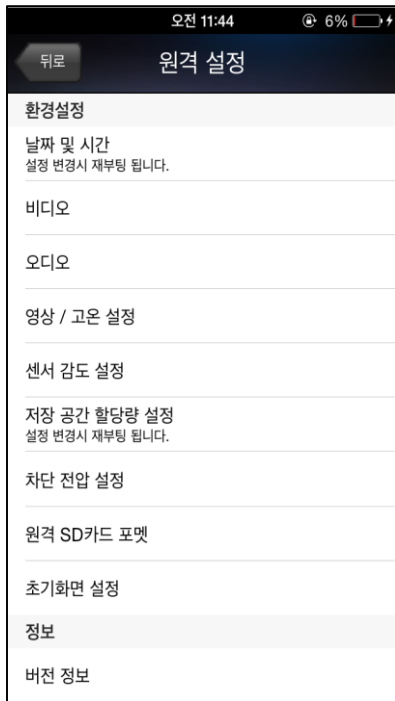 오전 11:44
6%
뒤로
원격 설정
환경설정
날짜 및 시간
설정 변경시 재부팅 됩니다.
비디오
오디오
영상 / 고온 설정
센서 감도 설정
저장 공간 할당량 설정
설정 변경시 재부팅 됩니다.
차단 전압 설정
원격 SD카드 포멧
초기화면 설정
정보
버전 정보